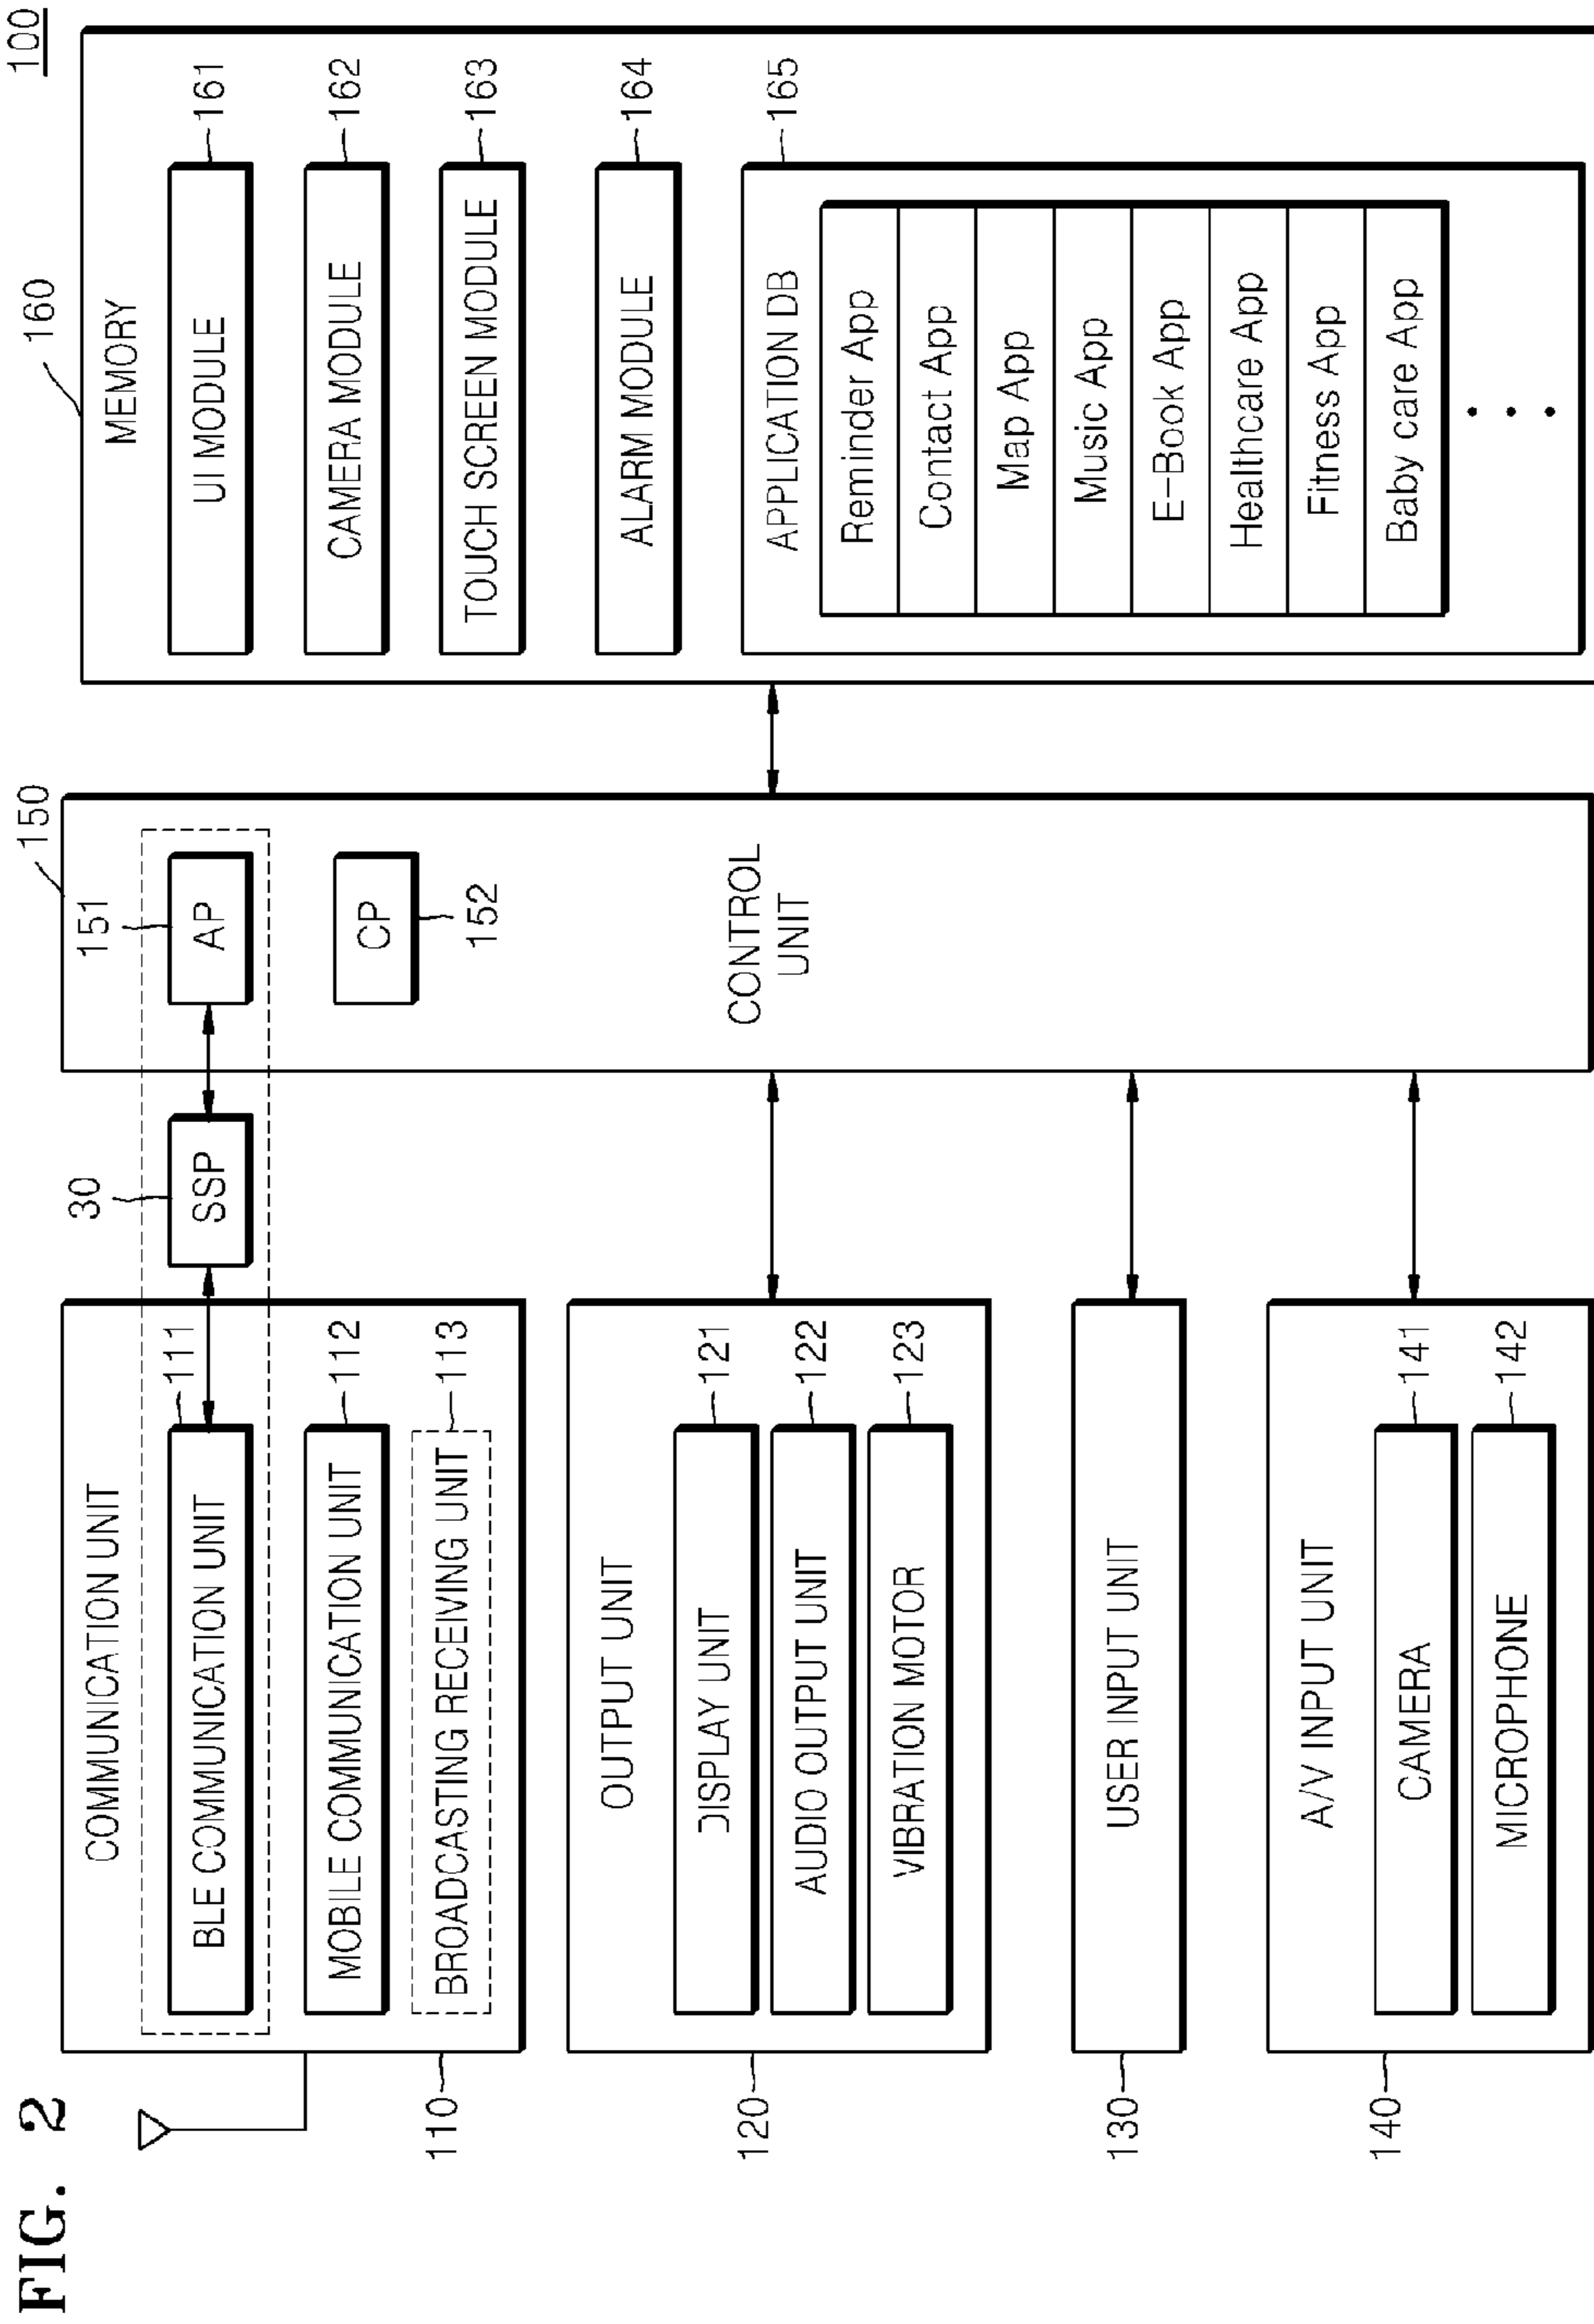 FIG. 2
100
110
COMMUNICATION UNIT
BLE COMMUNICATION UNIT
111
MOBILE COMMUNICATION UNIT
112
BROADCASTING RECEIVING UNIT
113
120
OUTPUT UNIT
DISPLAY UNIT
121
AUDIO OUTPUT UNIT
122
VIBRATION MOTOR
123
130
USER INPUT UNIT
140
A/V INPUT UNIT
CAMERA
141
MICROPHONE
142
30
SSP
150
151
AP
CP
152
CONTROL
UNIT
160
MEMORY
UI MODULE
161
CAMERA MODULE
162
TOUCH SCREEN MODULE
163
ALARM MODULE
164
APPLICATION DB
165
Reminder App
Contact App
Map App
Music App
E-Book App
Healthcare App
Fitness App
Baby care App